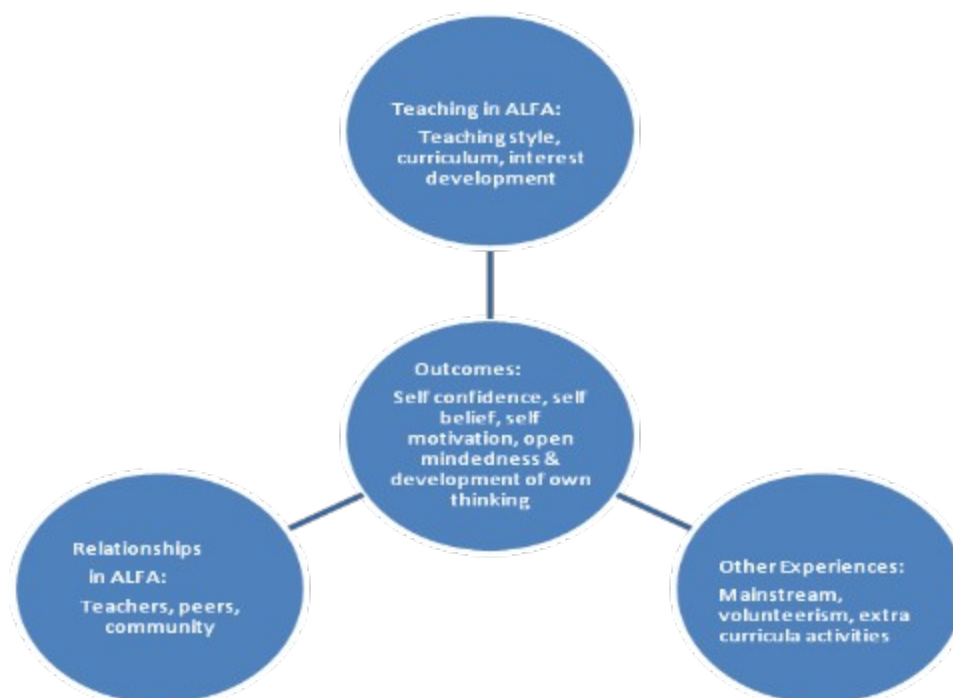 Teaching in ALFA:
Teaching style,
curriculum, interest
development
Outcomes:
Self confidence, self
belief, self
motivation, open
mindedness &
development of own
thinking
Relationships
in ALFA:
Teachers, peers,
community
Other Experiences:
Mainstream,
volunteerism, extra
curricula activities